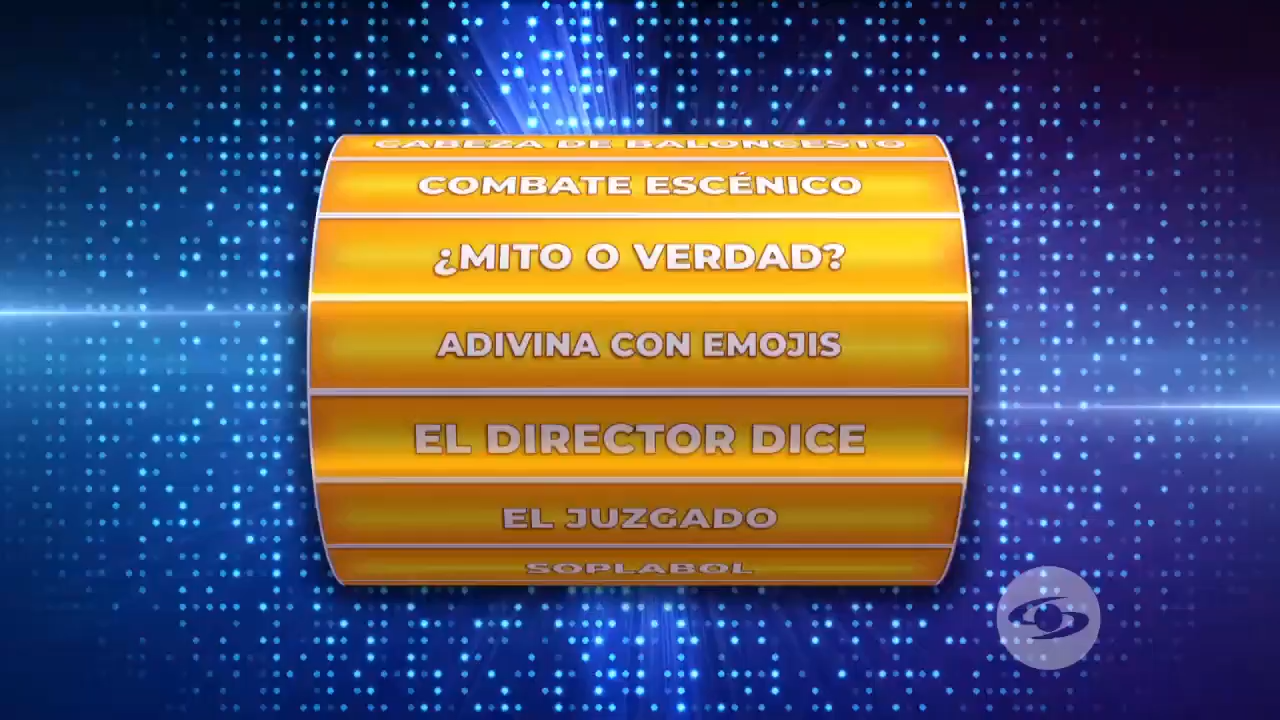 CABEZA DE BALONCESTO
COMBATE ESCÉNICO
¿MITO O VERDAD?
ADIVINA CON EMOJIS
EL DIRECTOR DICE
EL JUZGADO
SOPLABOL